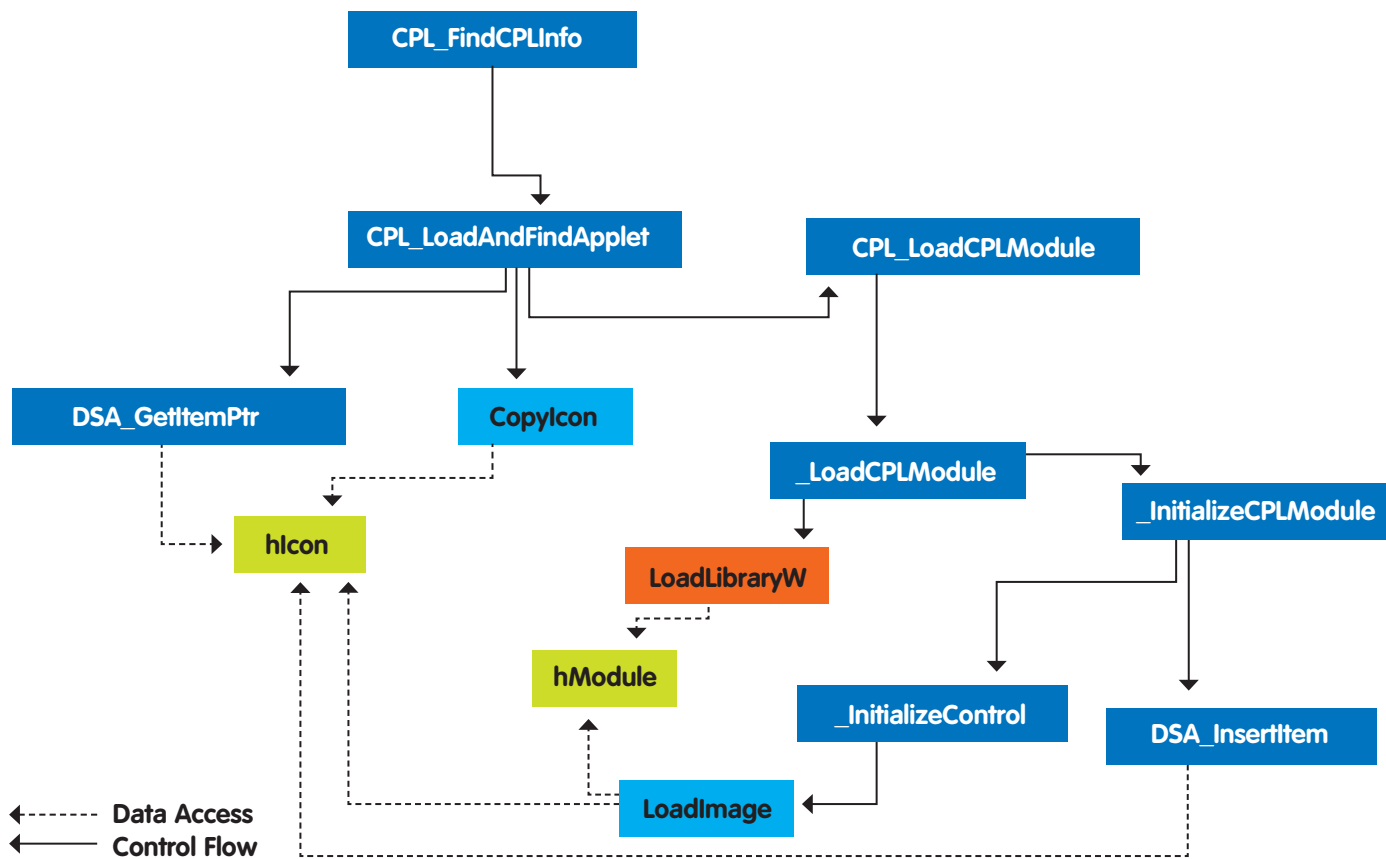 CPL_FindCPLInfo
CPL_LoadAndFindApplet
CPL_LoadCPLModule
DSA_GetItemPtr
CopyIcon
_LoadCPLModule
_InitializeCPLModule
hIcon
LoadLibraryW
hModule
_InitializeControl
DSA_InsertItem
LoadImage
Data Access
Control Flow